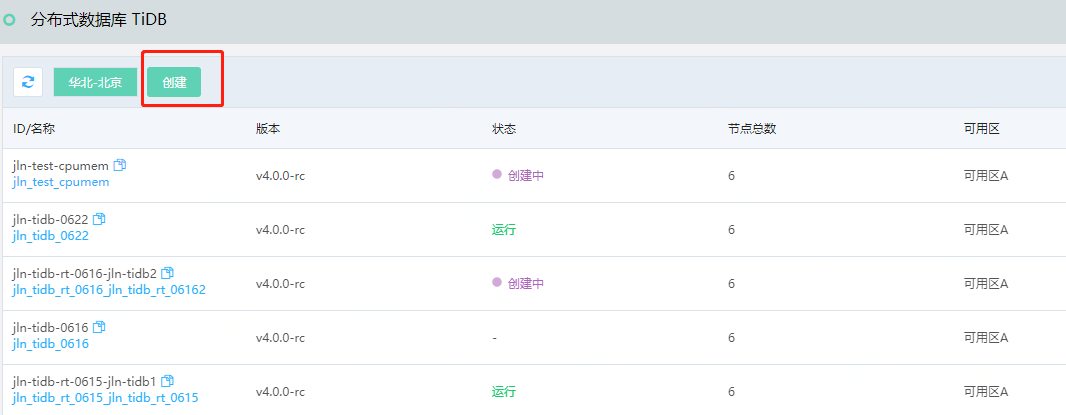 分布式数据库 TiDB
华北-北京 创建
ID/名称 版本 状态 节点总数 可用区
jln-test-cpumem
jln_test_cpumem
v4.0.0-rc 创建中 6 可用区A
jln-tidb-0622
jln_tidb_0622
v4.0.0-rc 运行 6 可用区A
jln-tidb-rt-0616-jln-tidb2
jln_tidb_rt_0616_jln_tidb_rt_06162
v4.0.0-rc 创建中 6 可用区A
jln-tidb-0616
jln_tidb_0616
v4.0.0-rc - 6 可用区A
jln-tidb-rt-0615-jln-tidb1
jln_tidb_rt_0615_jln_tidb_rt_0615
v4.0.0-rc 运行 6 可用区A